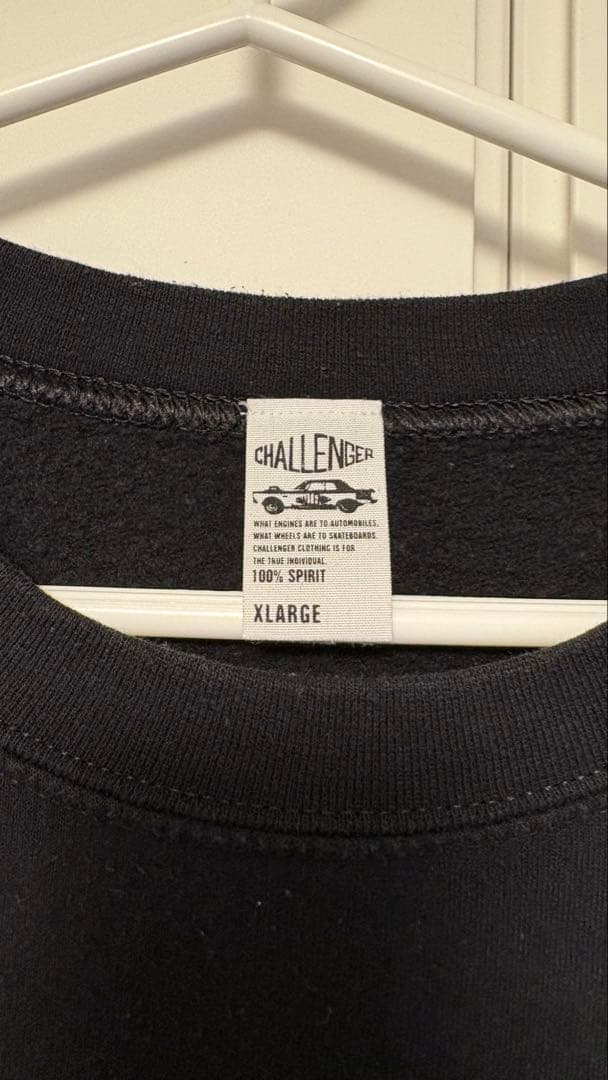 CHALLENGER
WHAT ENGINES ARE TO AUTOMOBILES.
WHAT WHEELS ARE TO SKATEBOARDS.
CHALLENGER CLOTHING IS FOR
THE TRUE INDIVIDUAL.
100% SPIRIT
XLARGE